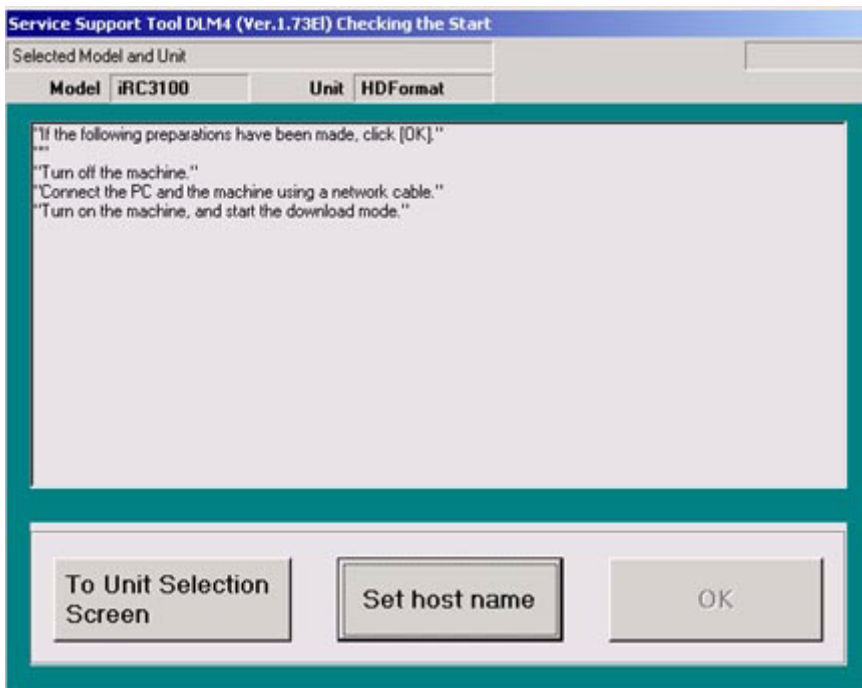 Service Support Tool DLM4 (Ver.1.73El) Checking the Start
Selected Model and Unit
Model iRC3100 Unit HDFormat
"If the following preparations have been made, click [OK]."
""
"Turn off the machine."
"Connect the PC and the machine using a network cable."
"Turn on the machine, and start the download mode."
To Unit Selection
Screen
Set host name
OK